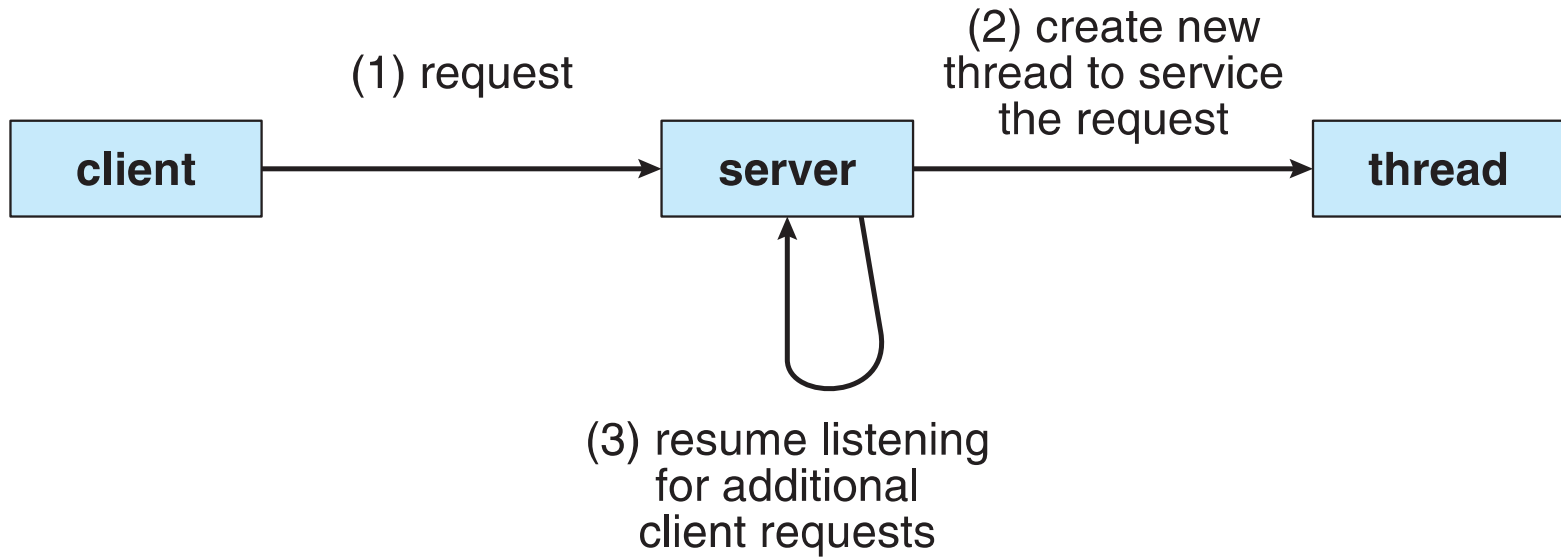 (1) request
(2) create new
thread to service
the request
client
server
thread
(3) resume listening
for additional
client requests